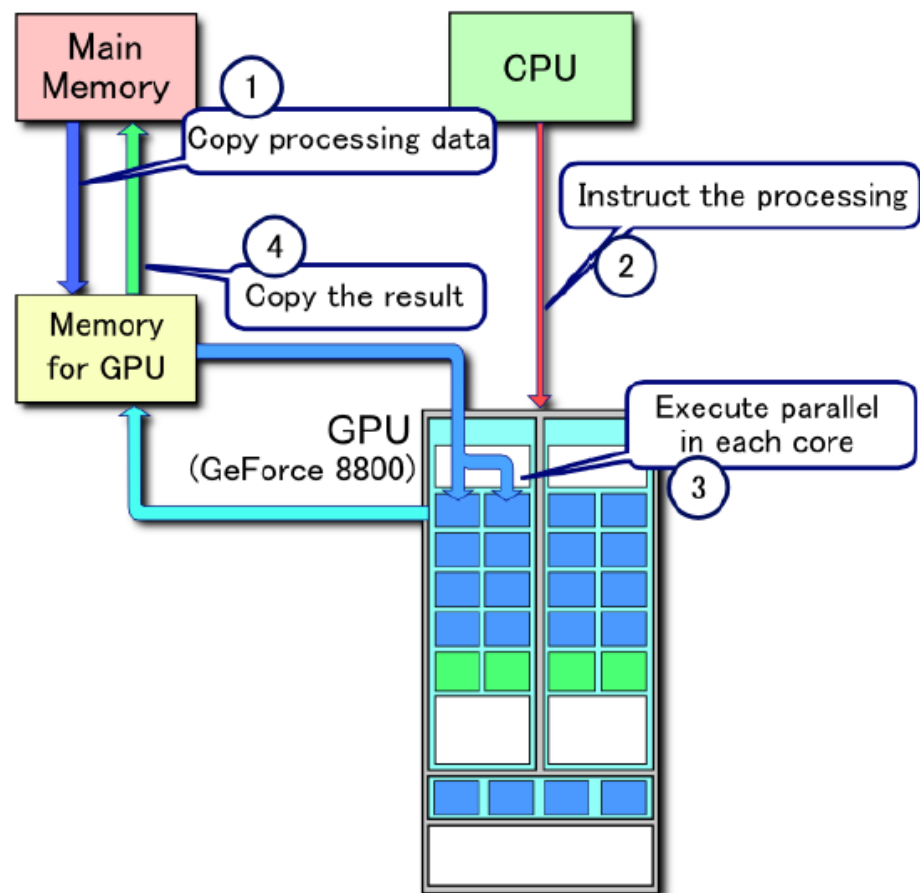 Main
Memory
CPU
1
Copy processing data
Instruct the processing
2
4
Copy the result
Memory
for GPU
GPU
(GeForce 8800)
Execute parallel
in each core
3